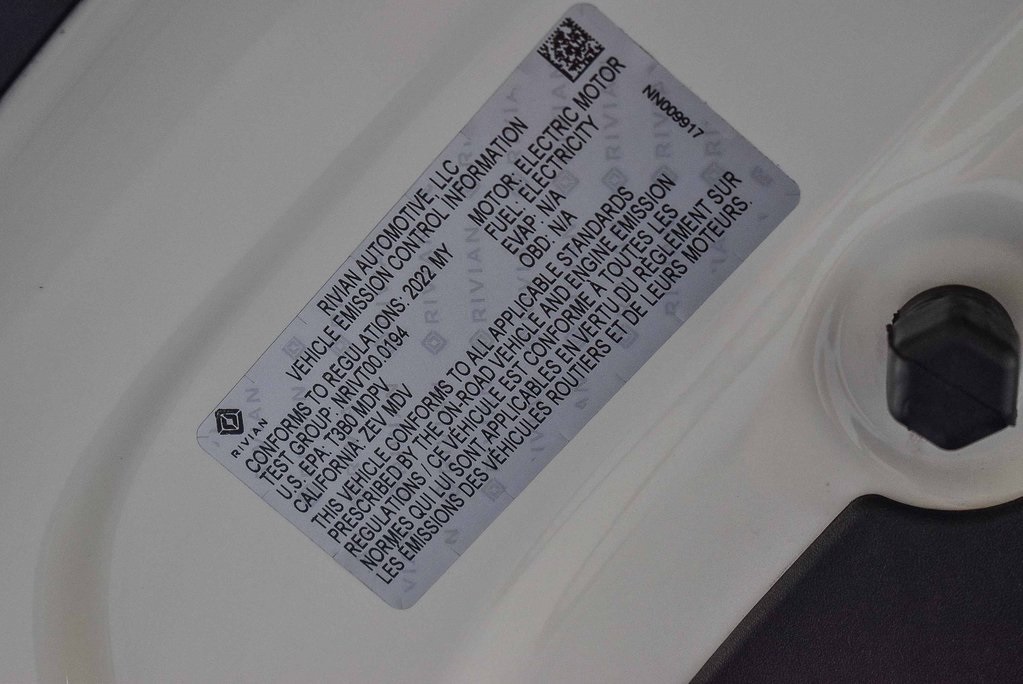 RIVIAN
RIVIAN AUTOMOTIVE, LLC
VEHICLE EMISSION CONTROL INFORMATION
NN009917
CONFORMS TO REGULATIONS: 2022 MY
TEST GROUP: NRIVT00.0194
U.S. EPA: T3B0 MDPV
CALIFORNIA: ZEV MDV
MOTOR: ELECTRIC MOTOR
FUEL: ELECTRICITY
EVAP: N/A
OBD: N/A
THIS VEHICLE CONFORMS TO ALL APPLICABLE STANDARDS
PRESCRIBED BY THE ON-ROAD VEHICLE AND ENGINE EMISSION
REGULATIONS / CE VÉHICULE EST CONFORME À TOUTES LES
NORMES QUI LUI SONT APPLICABLES EN VERTU DU RÈGLEMENT SUR
LES ÉMISSIONS DES VÉHICULES ROUTIERS ET DE LEURS MOTEURS.